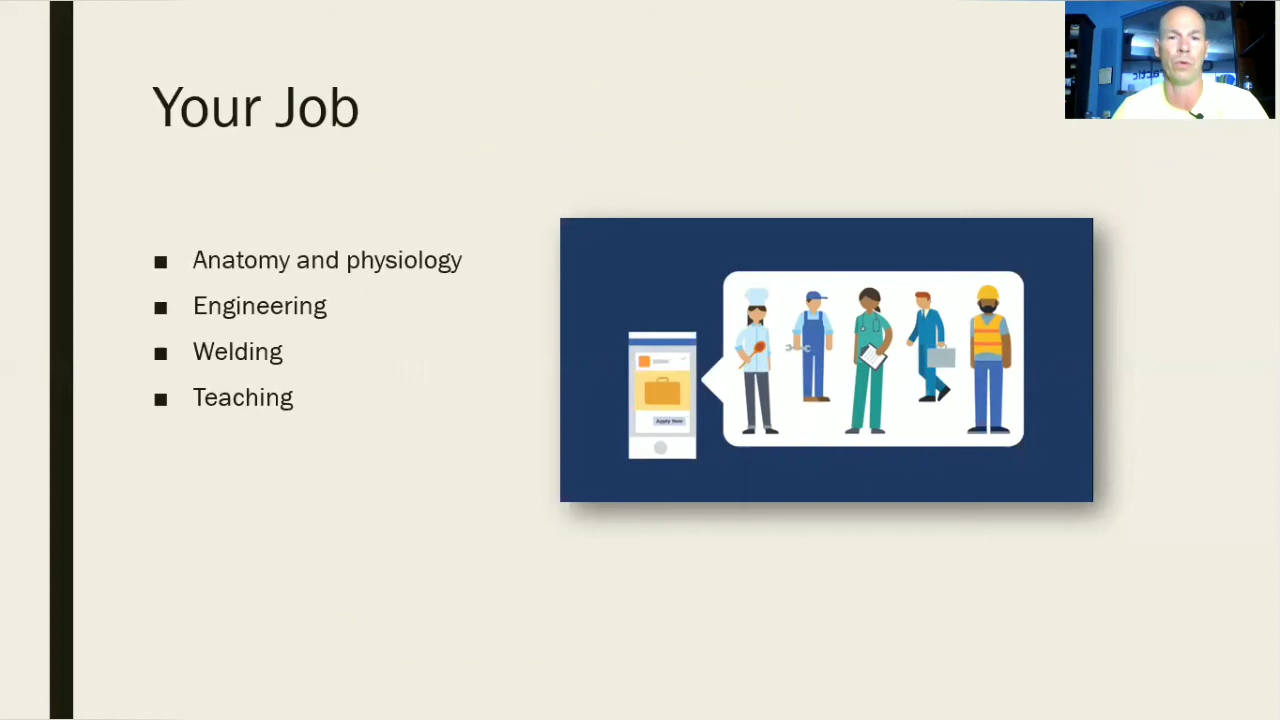 Your Job
Anatomy and physiology
Engineering
Welding
Teaching
Apply Now